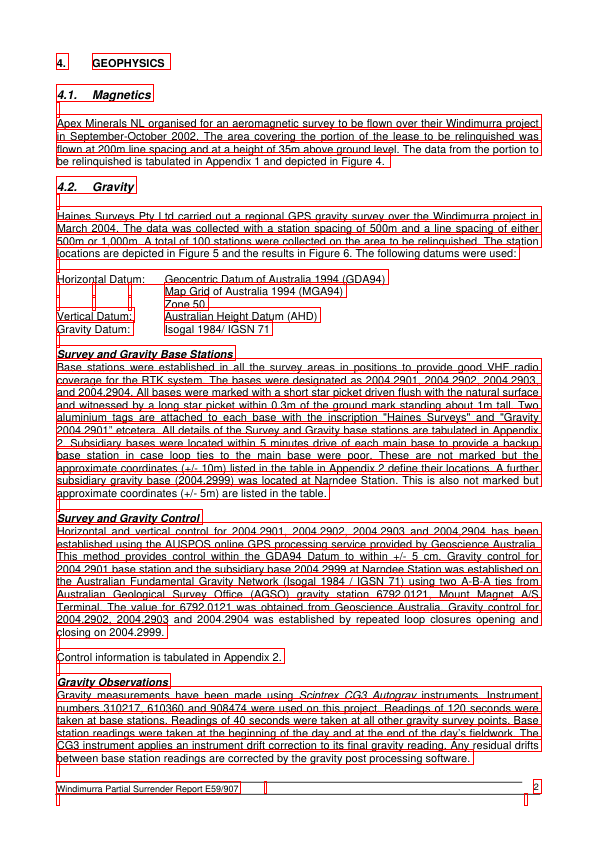 4. GEOPHYSICS
4.1. Magnetics
Apex Minerals NL organised for an aeromagnetic survey to be flown over their Windimurra project
in September-October 2002. The area covering the portion of the lease to be relinquished was
flown at 200m line spacing and at a height of 35m above ground level. The data from the portion to
be relinquished is tabulated in Appendix 1 and depicted in Figure 4.
4.2. Gravity
Haines Surveys Pty Ltd carried out a regional GPS gravity survey over the Windimurra project in
March 2004. The data was collected with a station spacing of 500m and a line spacing of either
500m or 1,000m. A total of 100 stations were collected on the area to be relinquished. The station
locations are depicted in Figure 5 and the results in Figure 6. The following datums were used:
Horizontal Datum: Geocentric Datum of Australia 1994 (GDA94)
Map Grid of Australia 1994 (MGA94)
Zone 50
Vertical Datum: Australian Height Datum (AHD)
Gravity Datum: Isogal 1984/ IGSN 71
Survey and Gravity Base Stations
Base stations were established in all the survey areas in positions to provide good VHF radio
coverage for the RTK system. The bases were designated as 2004.2901, 2004.2902, 2004.2903
and 2004.2904. All bases were marked with a short star picket driven flush with the natural surface
and witnessed by a long star picket within 0.3m of the ground mark standing about 1m tall. Two
aluminium tags are attached to each base with the inscription "Haines Surveys" and "Gravity
2004.2901" etcetera. All details of the Survey and Gravity base stations are tabulated in Appendix
2. Subsidiary bases were located within 5 minutes drive of each main base to provide a backup
base station in case loop ties to the main base were poor. These are not marked but the
approximate coordinates (+/- 10m) listed in the table in Appendix 2 define their locations. A further
subsidiary gravity base (2004.2999) was located at Narndee Station. This is also not marked but
approximate coordinates (+/- 5m) are listed in the table.
Survey and Gravity Control
Horizontal and vertical control for 2004.2901, 2004.2902, 2004.2903 and 2004.2904 has been
established using the AUSPOS online GPS processing service provided by Geoscience Australia.
This method provides control within the GDA94 Datum to within +/- 5 cm. Gravity control for
2004.2901 base station and the subsidiary base 2004.2999 at Narndee Station was established on
the Australian Fundamental Gravity Network (Isogal 1984 / IGSN 71) using two A-B-A ties from
Australian Geological Survey Office (AGSO) gravity station 6792.0121, Mount Magnet A/S
Terminal. The value for 6792.0121 was obtained from Geoscience Australia. Gravity control for
2004.2902, 2004.2903 and 2004.2904 was established by repeated loop closures opening and
closing on 2004.2999.
Control information is tabulated in Appendix 2.
Gravity Observations
Gravity measurements have been made using Scintrex CG3 Autograv instruments. Instrument
numbers 310217, 610360 and 908474 were used on this project. Readings of 120 seconds were
taken at base stations. Readings of 40 seconds were taken at all other gravity survey points. Base
station readings were taken at the beginning of the day and at the end of the day's fieldwork. The
CG3 instrument applies an instrument drift correction to its final gravity reading. Any residual drifts
between base station readings are corrected by the gravity post processing software.
Windimurra Partial Surrender Report E59/907 2